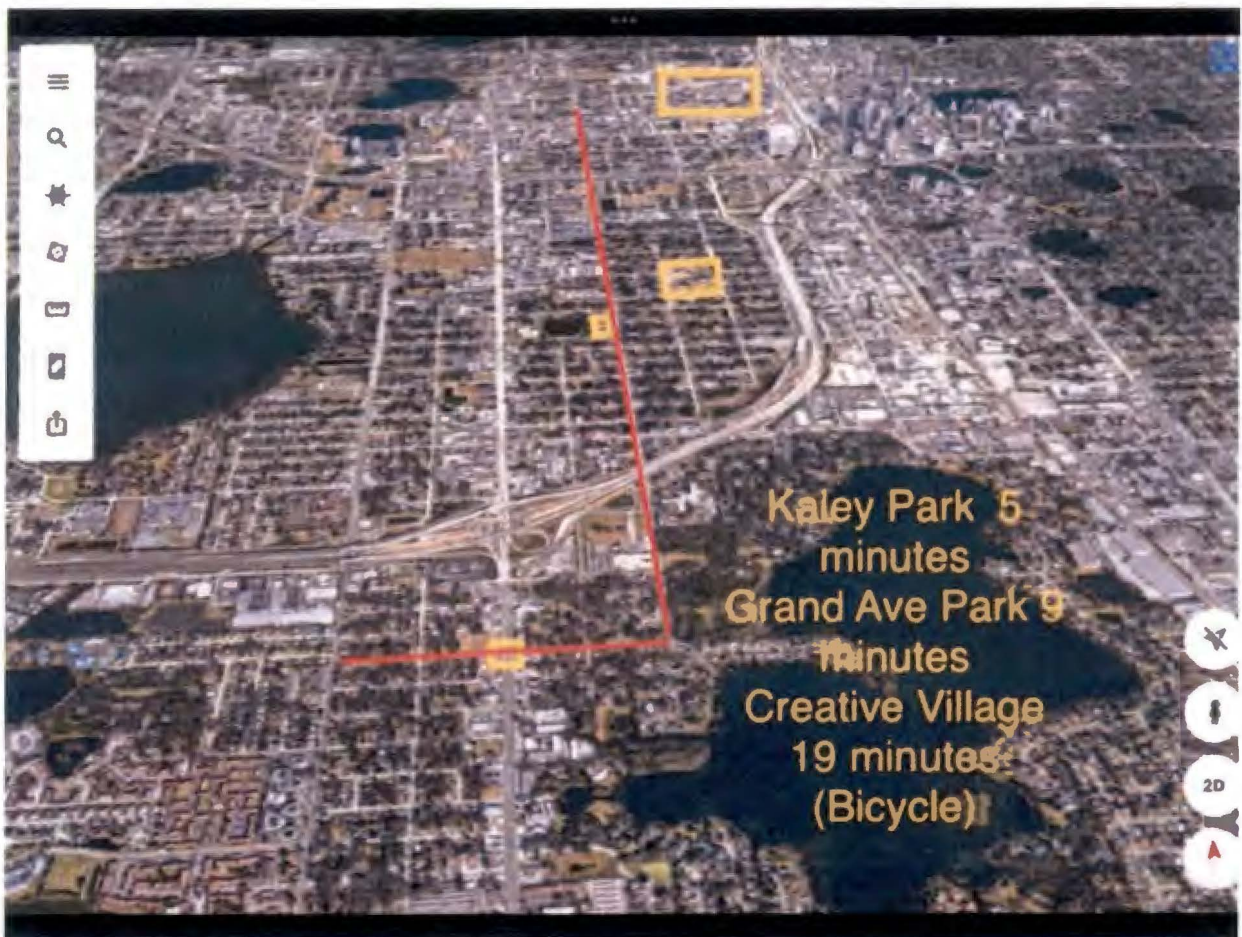 Kaley Park 5
minutes
Grand Ave Park 9
minutes
Creative Village
19 minutes
(Bicycle)
2D